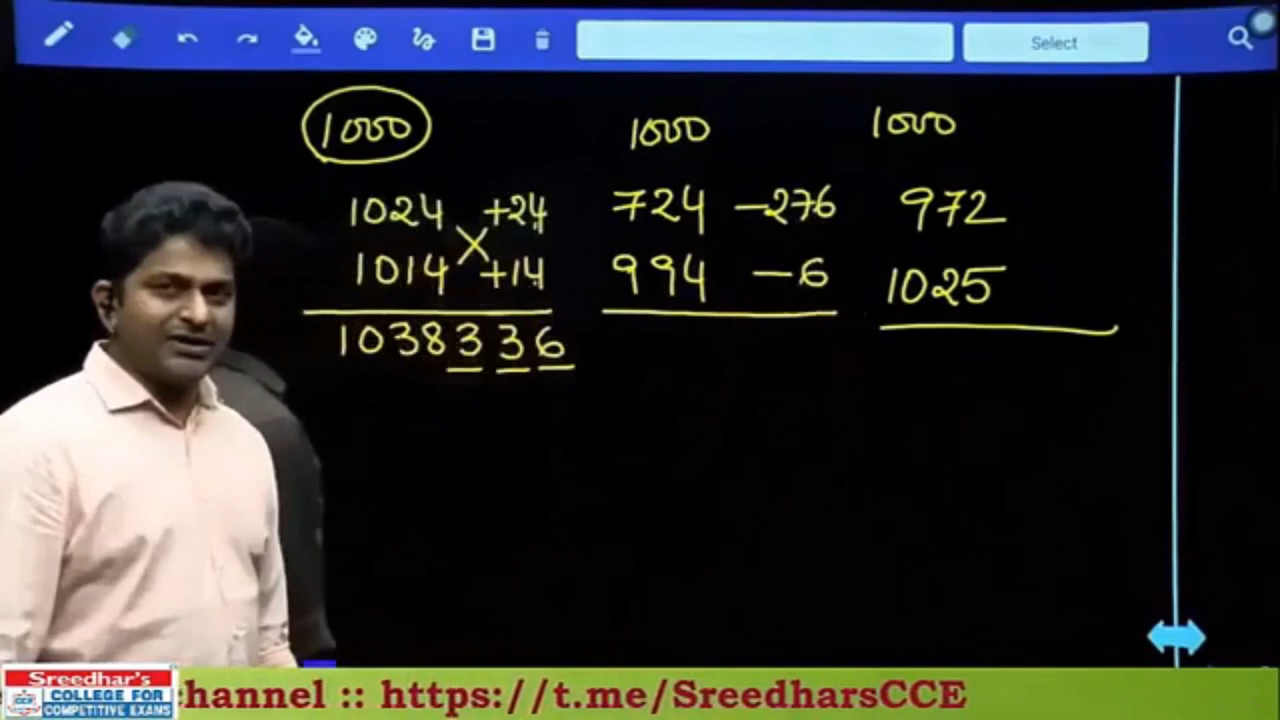 Select
1000 1000 1000
1024 +24 724 -276 972
1014 +14 994 -6 1025
1038336
Sreedhar's
COLLEGE FOR
COMPETITIVE EXAMS
hannel :: https://t.me/SreedharsCCE